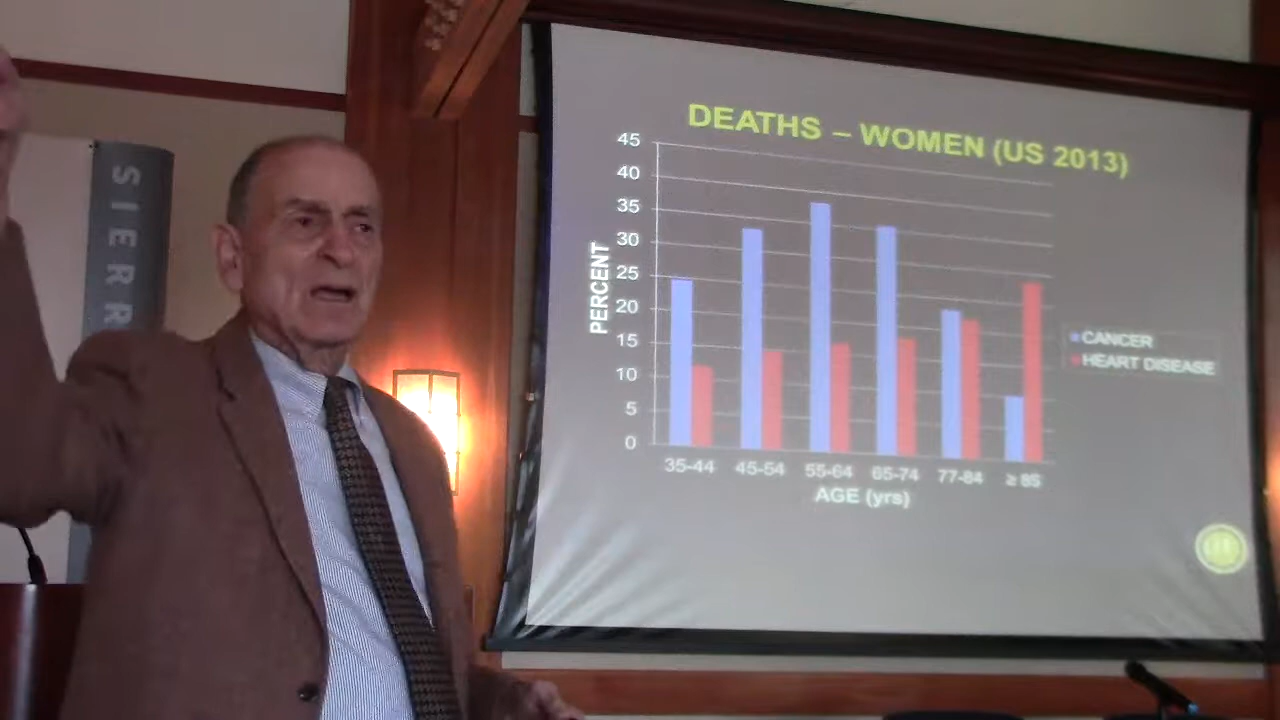 SIERR
DEATHS – WOMEN (US 2013)
45
40
35
30
25
20
15
10
5
0
PERCENT
35-44 45-54 55-64 65-74 77-84 ≥ 85
AGE (yrs)
CANCER
HEART DISEASE